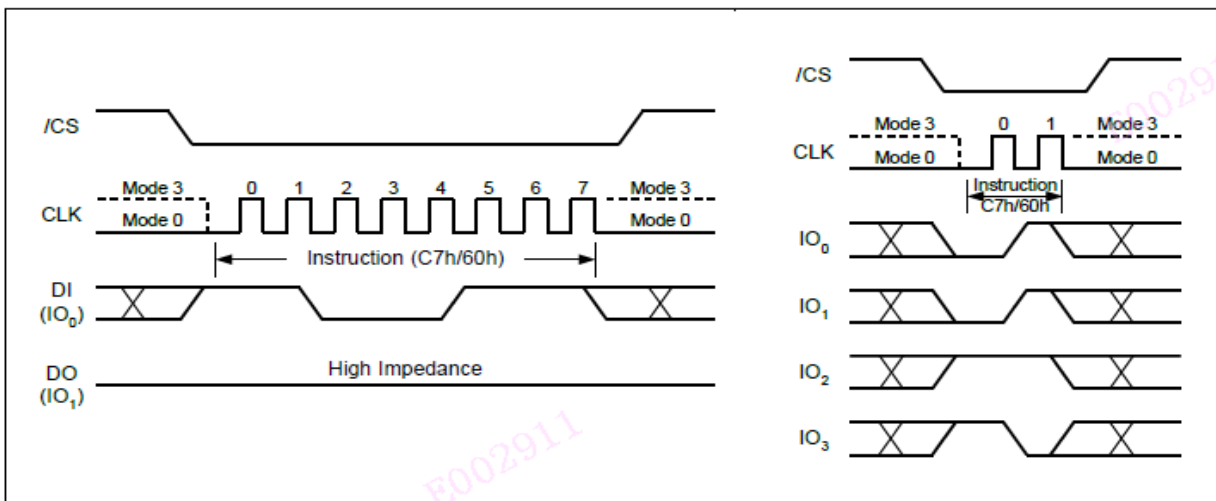 /CS
Mode 3
0 1 2 3 4 5 6 7
Mode 3
CLK
Mode 0
Mode 0
Instruction (C7h/60h)
DI
(IO0)
High Impedance
DO
(IO1)
/CS
Mode 3
0 1
Mode 3
CLK
Mode 0
Mode 0
Instruction
C7h/60h
IO0
IO1
IO2
IO3
E002911
E002911